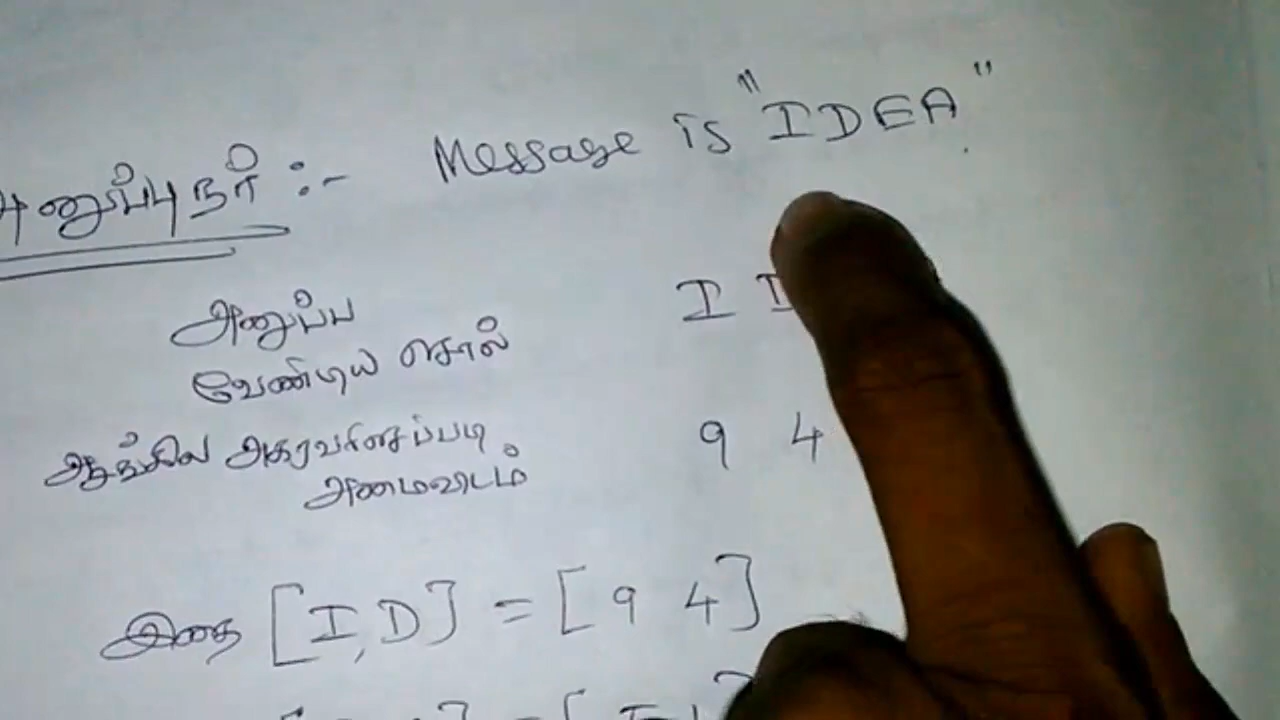 அனுப்புநர் :- Message is "IDEA"
அனுப்ப I
வேண்டிய சொல்
ஆங்கில அகரவரிசைப்படி 9 4
அமைவிடம்
இதை [I,D] = [9 4]